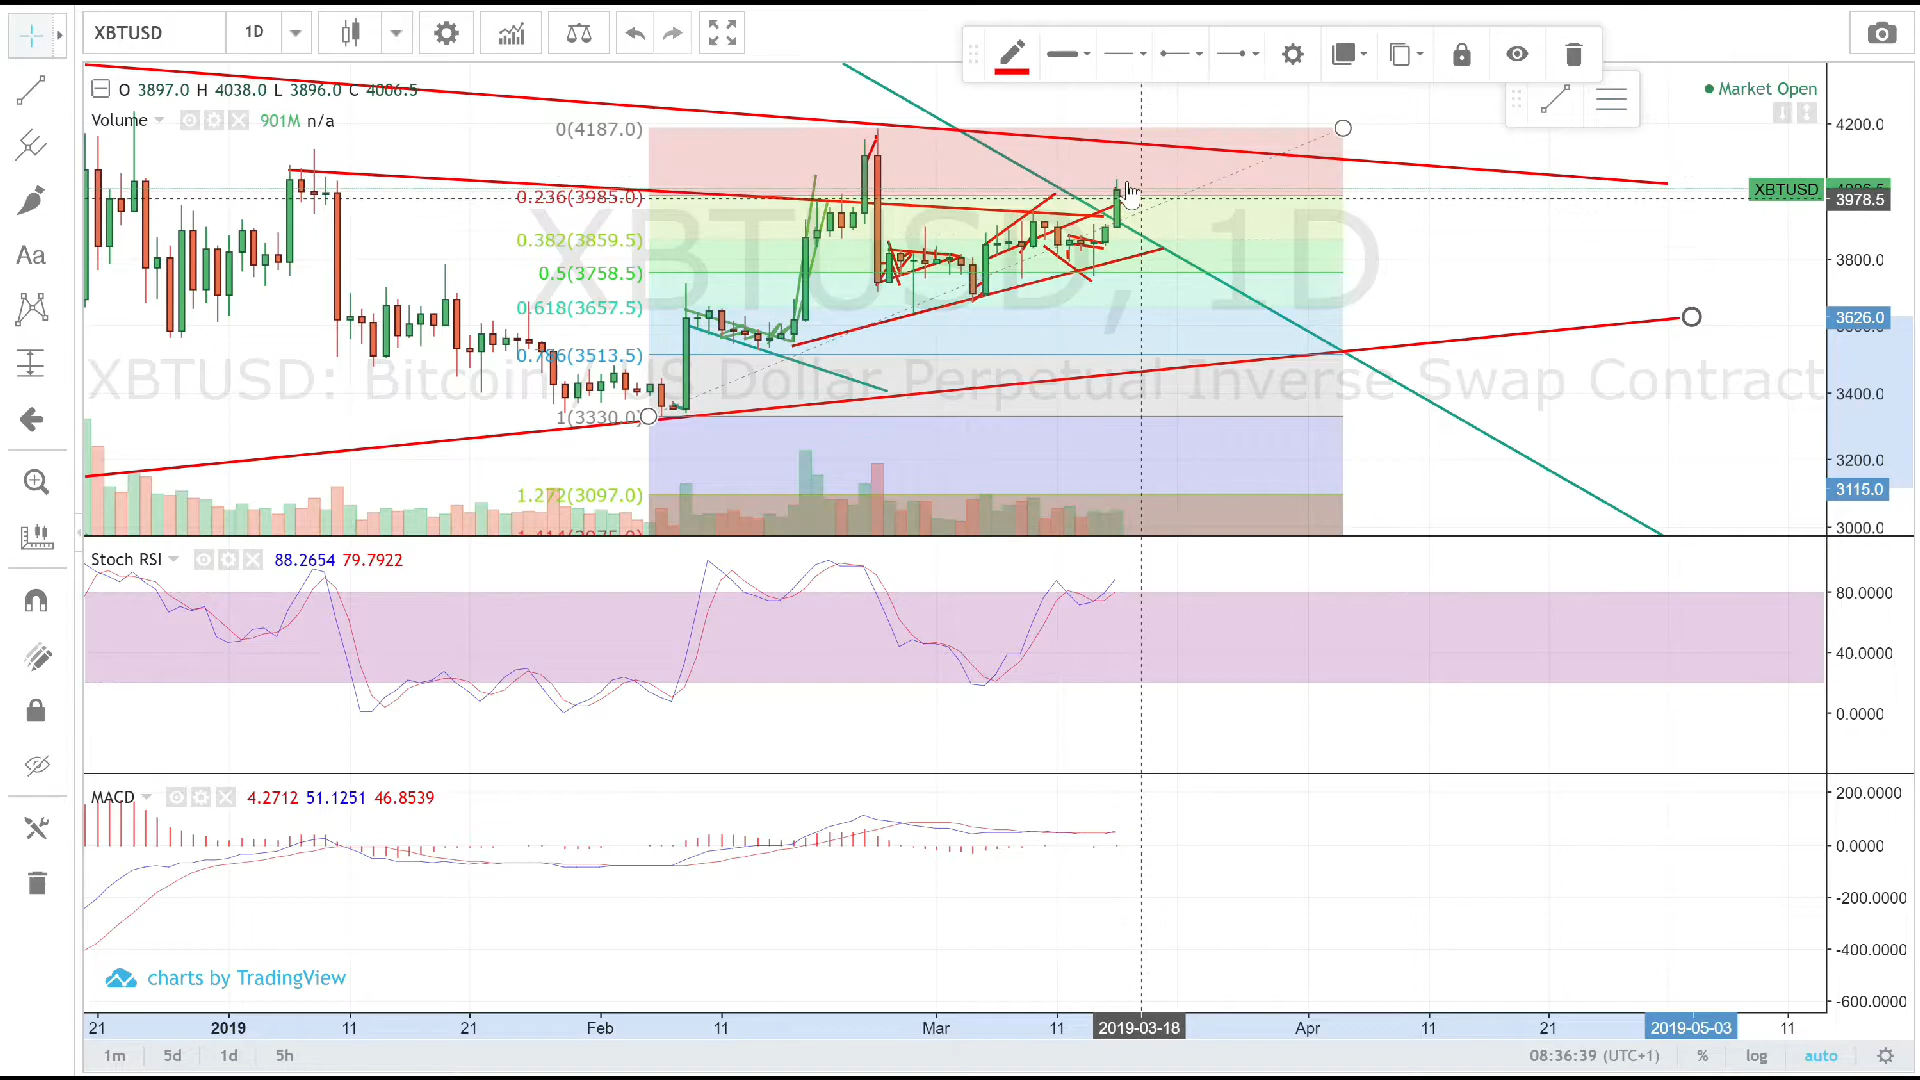 XBTUSD 1D
O 3897.0 H 4038.0 L 3896.0 C 4006.5
Market Open
Volume 901M n/a
0(4187.0)
4200.0
0.236(3985.0)
XBTUSD
3978.5
0.382(3859.5)
XBTUSD, 1D
3800.0
0.5(3758.5)
0.618(3657.5)
3626.0
0.786(3513.5)
XBTUSD: Bitcoin / US Dollar Perpetual Inverse Swap Contract
3400.0
1(3330.0)
3200.0
1.272(3097.0)
3115.0
3000.0
Stoch RSI 88.2654 79.7922
80.0000
40.0000
0.0000
MACD 4.2712 51.1251 46.8539
200.0000
0.0000
-200.0000
-400.0000
charts by TradingView
-600.0000
21 2019 11 21 Feb 11 Mar 11 2019-03-18 Apr 11 21 2019-05-03 11
1m 5d 1d 5h 08:36:39 (UTC+1) % log auto
Aa